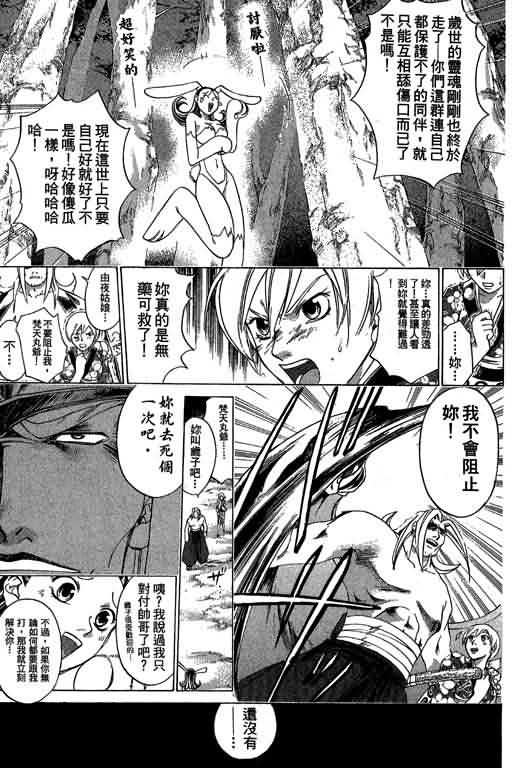 歲世的靈魂剛剛也終於
走了—你們這群連自己
都保護不了的同伴，就
只能互相舔傷口而已了
不是嗎！
討厭啦—
—超好笑的
現在這世上只要
自己好就好了不
是嗎！好像傻瓜
一樣，呀哈哈哈
哈！
妳…真的差勁透
了！甚至讓人看
到妳就覺得難過
……妳…
妳真的是無
藥可救了！
由夜姑娘…
不要阻止我
梵天丸爺…
不…
我不會阻止
妳！
梵天丸爺……
妳叫歲子吧……
妳就去死個
一次吧，
咦？我說過我只
對付帥哥了吧？
不過，如果你無
論如何都要跟我
打，那我就立刻
解決你…
還沒有
……